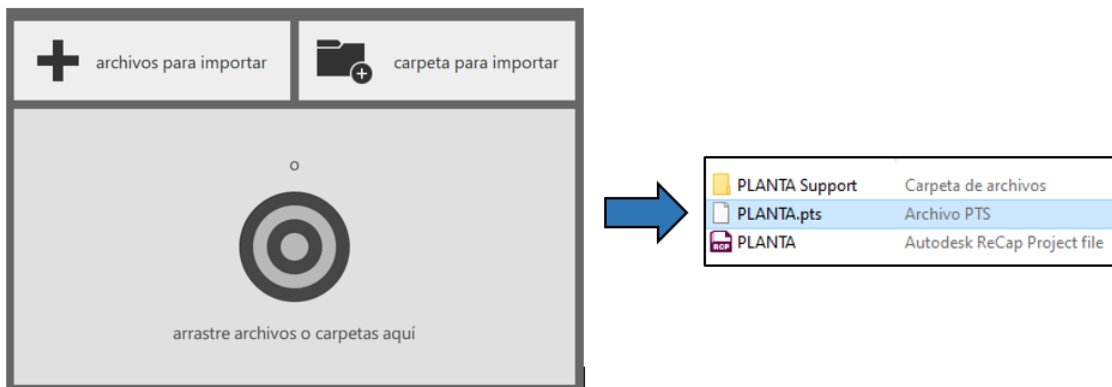 archivos para importar
carpeta para importar
o
arrastre archivos o carpetas aquí
PLANTA Support Carpeta de archivos
PLANTA.pts Archivo PTS
RCP PLANTA Autodesk ReCap Project file